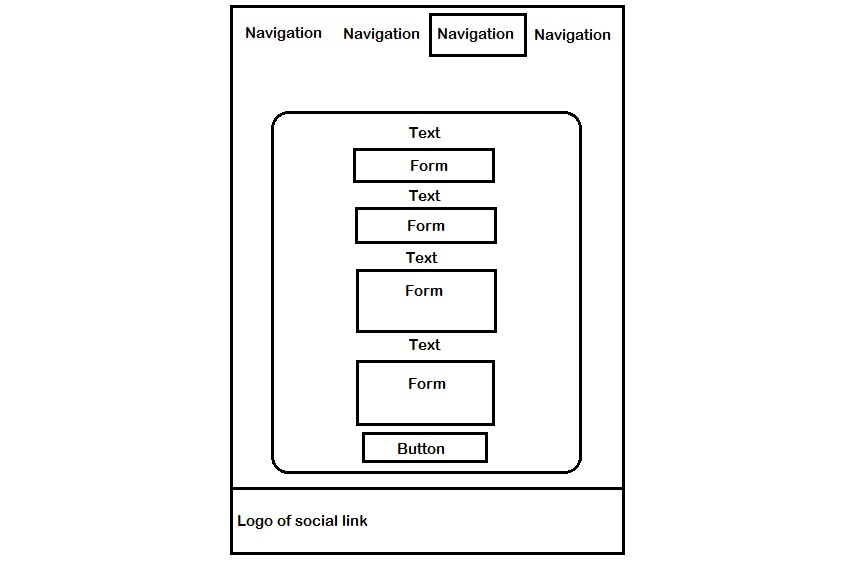 Navigation Navigation Navigation Navigation
Text
Form
Text
Form
Text
Form
Text
Form
Button
Logo of social link